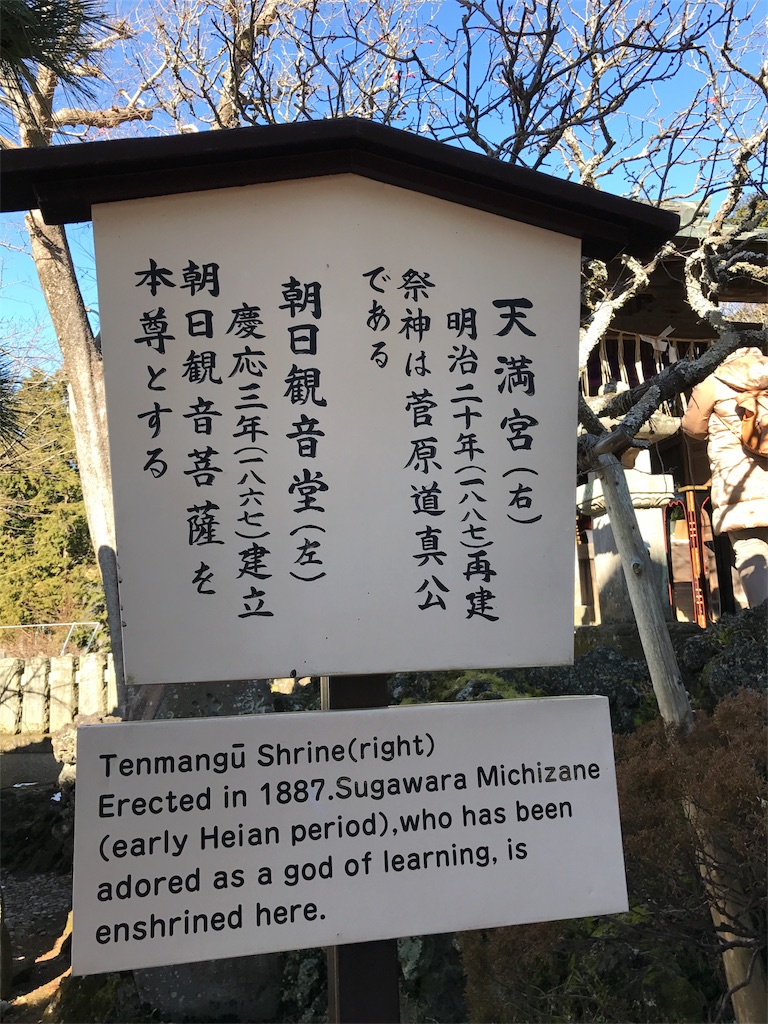 天満宮(右)
明治二十年(一八八七)再建
祭神は菅原道真公
である
朝日観音堂(左)
慶応三年(一八六七)建立
朝日観音菩薩を
本尊とする
Tenmangū Shrine(right)
Erected in 1887.Sugawara Michizane
(early Heian period),who has been
adored as a god of learning, is
enshrined here.